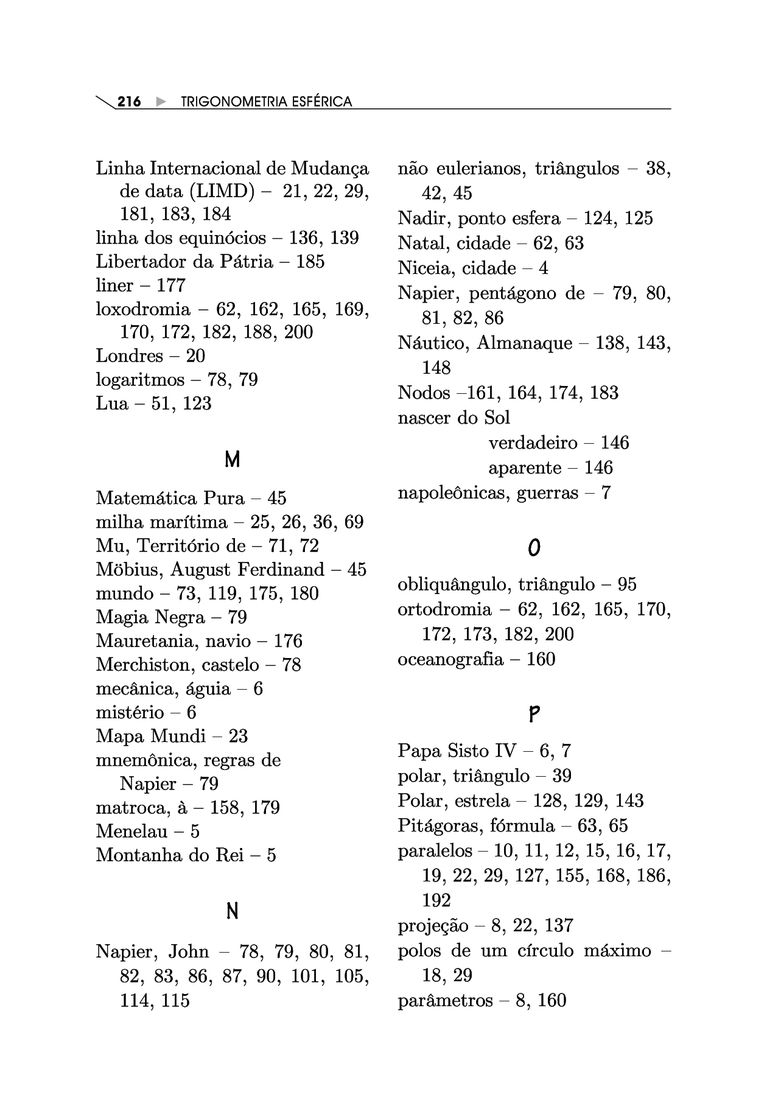 216 ► TRIGONOMETRIA ESFÉRICA
Linha Internacional de Mudança
de data (LIMD) – 21, 22, 29,
181, 183, 184
linha dos equinócios – 136, 139
Libertador da Pátria – 185
liner – 177
loxodromia – 62, 162, 165, 169,
170, 172, 182, 188, 200
Londres – 20
logaritmos – 78, 79
Lua – 51, 123
M
Matemática Pura – 45
milha marítima – 25, 26, 36, 69
Mu, Território de – 71, 72
Möbius, August Ferdinand – 45
mundo – 73, 119, 175, 180
Magia Negra – 79
Mauretania, navio – 176
Merchiston, castelo – 78
mecânica, águia – 6
mistério – 6
Mapa Mundi – 23
mnemônica, regras de
Napier – 79
matroca, à – 158, 179
Menelau – 5
Montanha do Rei – 5
N
Napier, John – 78, 79, 80, 81,
82, 83, 86, 87, 90, 101, 105,
114, 115
não eulerianos, triângulos – 38,
42, 45
Nadir, ponto esfera – 124, 125
Natal, cidade – 62, 63
Niceia, cidade – 4
Napier, pentágono de – 79, 80,
81, 82, 86
Náutico, Almanaque – 138, 143,
148
Nodos –161, 164, 174, 183
nascer do Sol
verdadeiro – 146
aparente – 146
napoleônicas, guerras – 7
O
obliquângulo, triângulo – 95
ortodromia – 62, 162, 165, 170,
172, 173, 182, 200
oceanografia – 160
P
Papa Sisto IV – 6, 7
polar, triângulo – 39
Polar, estrela – 128, 129, 143
Pitágoras, fórmula – 63, 65
paralelos – 10, 11, 12, 15, 16, 17,
19, 22, 29, 127, 155, 168, 186,
192
projeção – 8, 22, 137
polos de um círculo máximo –
18, 29
parâmetros – 8, 160